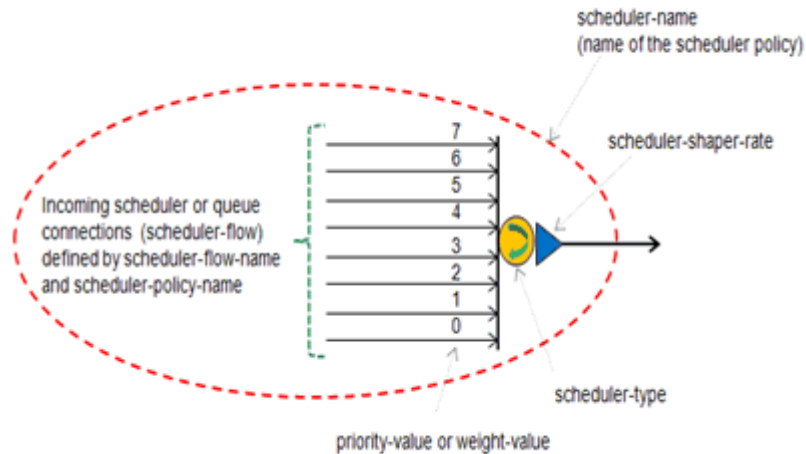 scheduler-name
(name of the scheduler policy)
scheduler-shaper-rate
7
6
5
4
3
2
1
0
Incoming scheduler or queue
connections (scheduler-flow)
defined by scheduler-flow-name
and scheduler-policy-name
scheduler-type
priority-value or weight-value